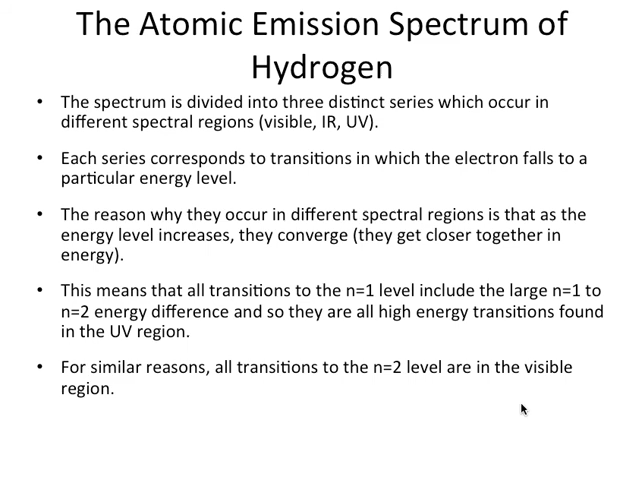 The Atomic Emission Spectrum of
Hydrogen
• The spectrum is divided into three distinct series which occur in
different spectral regions (visible, IR, UV).
• Each series corresponds to transitions in which the electron falls to a
particular energy level.
• The reason why they occur in different spectral regions is that as the
energy level increases, they converge (they get closer together in
energy).
• This means that all transitions to the n=1 level include the large n=1 to
n=2 energy difference and so they are all high energy transitions found
in the UV region.
• For similar reasons, all transitions to the n=2 level are in the visible
region.